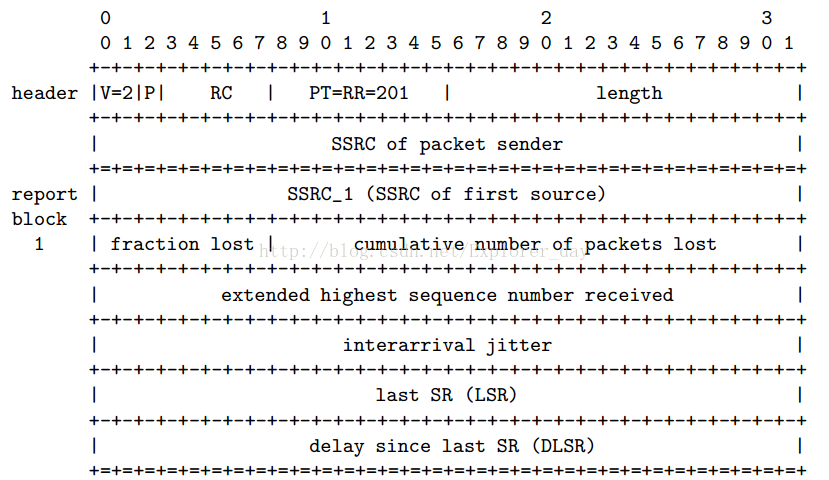 0                   1                   2                   3
 0 1 2 3 4 5 6 7 8 9 0 1 2 3 4 5 6 7 8 9 0 1 2 3 4 5 6 7 8 9 0 1
+-+-+-+-+-+-+-+-+-+-+-+-+-+-+-+-+-+-+-+-+-+-+-+-+-+-+-+-+-+-+-+-+
header |V=2|P|    RC   |   PT=RR=201   |             length            |
+-+-+-+-+-+-+-+-+-+-+-+-+-+-+-+-+-+-+-+-+-+-+-+-+-+-+-+-+-+-+-+-+
|                     SSRC of packet sender                     |
+=+=+=+=+=+=+=+=+=+=+=+=+=+=+=+=+=+=+=+=+=+=+=+=+=+=+=+=+=+=+=+=+
report |                 SSRC_1 (SSRC of first source)                 |
block  +-+-+-+-+-+-+-+-+-+-+-+-+-+-+-+-+-+-+-+-+-+-+-+-+-+-+-+-+-+-+-+-+
1    | fraction lost |       cumulative number of packets lost       |
http://blog.csdn.net/Explorer_day
+-+-+-+-+-+-+-+-+-+-+-+-+-+-+-+-+-+-+-+-+-+-+-+-+-+-+-+-+-+-+-+-+
|           extended highest sequence number received           |
+-+-+-+-+-+-+-+-+-+-+-+-+-+-+-+-+-+-+-+-+-+-+-+-+-+-+-+-+-+-+-+-+
|                      interarrival jitter                      |
+-+-+-+-+-+-+-+-+-+-+-+-+-+-+-+-+-+-+-+-+-+-+-+-+-+-+-+-+-+-+-+-+
|                         last SR (LSR)                         |
+-+-+-+-+-+-+-+-+-+-+-+-+-+-+-+-+-+-+-+-+-+-+-+-+-+-+-+-+-+-+-+-+
|                   delay since last SR (DLSR)                  |
+=+=+=+=+=+=+=+=+=+=+=+=+=+=+=+=+=+=+=+=+=+=+=+=+=+=+=+=+=+=+=+=+